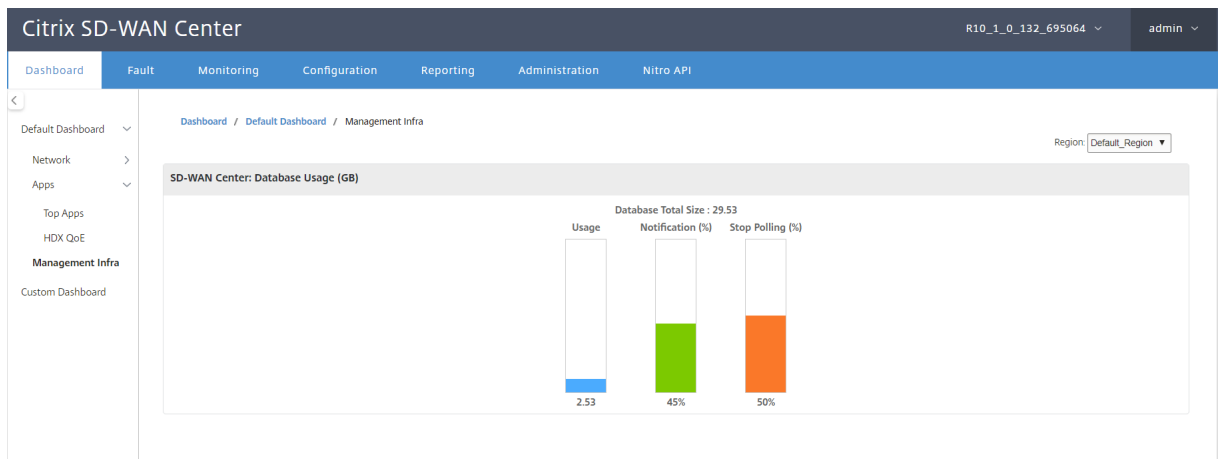 Citrix SD-WAN Center
R10_1_0_132_695064
admin
Dashboard Fault Monitoring Configuration Reporting Administration Nitro API
Dashboard / Default Dashboard / Management Infra
Default Dashboard
Network
Apps
Top Apps
HDX QoE
Management Infra
Custom Dashboard
Region: Default_Region
SD-WAN Center: Database Usage (GB)
Database Total Size : 29.53
Usage Notification (%) Stop Polling (%)
2.53 45% 50%